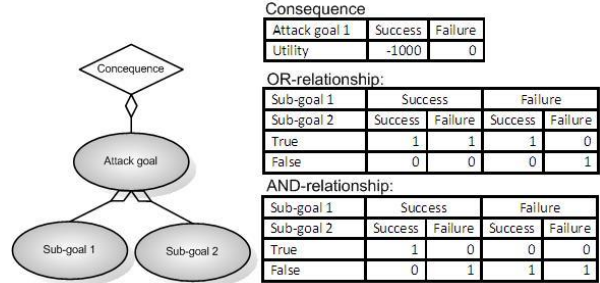 Concequence
Attack goal
Sub-goal 1
Sub-goal 2
Consequence
Attack goal 1 Success Failure
Utility -1000 0
OR-relationship:
Sub-goal 1 Success Failure
Sub-goal 2 Success Failure Success Failure
True 1 1 1 0
False 0 0 0 1
AND-relationship:
Sub-goal 1 Success Failure
Sub-goal 2 Success Failure Success Failure
True 1 0 0 0
False 0 1 1 1